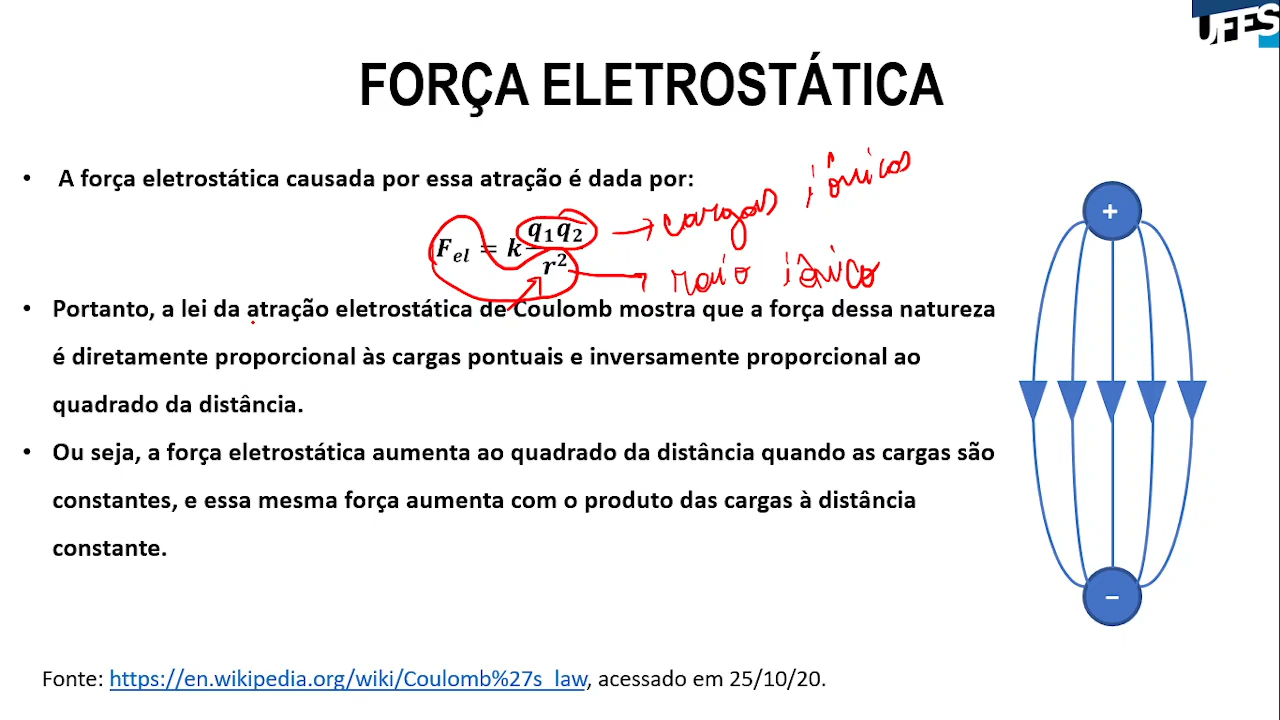 UFES
FORÇA ELETROSTÁTICA
• A força eletrostática causada por essa atração é dada por:
F_el = k q₁q₂ / r²
cargas iônicas
raio iônico
• Portanto, a lei da atração eletrostática de Coulomb mostra que a força dessa natureza
é diretamente proporcional às cargas pontuais e inversamente proporcional ao
quadrado da distância.
• Ou seja, a força eletrostática aumenta ao quadrado da distância quando as cargas são
constantes, e essa mesma força aumenta com o produto das cargas à distância
constante.
+
−
Fonte: https://en.wikipedia.org/wiki/Coulomb%27s_law, acessado em 25/10/20.